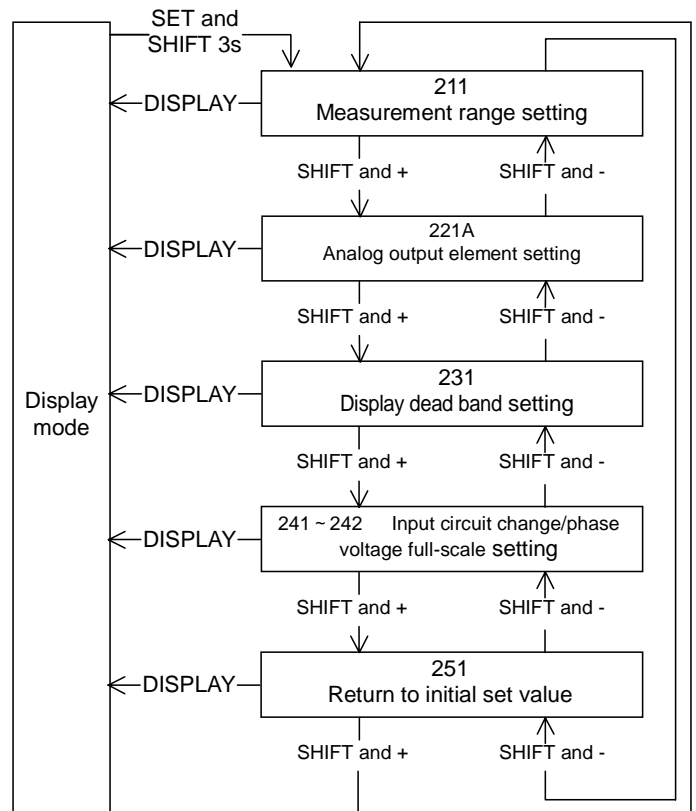 SET and
SHIFT 3s
211
Measurement range setting
DISPLAY
SHIFT and +
SHIFT and -
221A
Analog output element setting
DISPLAY
SHIFT and +
SHIFT and -
231
Display dead band setting
DISPLAY
Display
mode
SHIFT and +
SHIFT and -
241 ~ 242 Input circuit change/phase
voltage full-scale setting
DISPLAY
SHIFT and +
SHIFT and -
251
Return to initial set value
DISPLAY
SHIFT and +
SHIFT and -